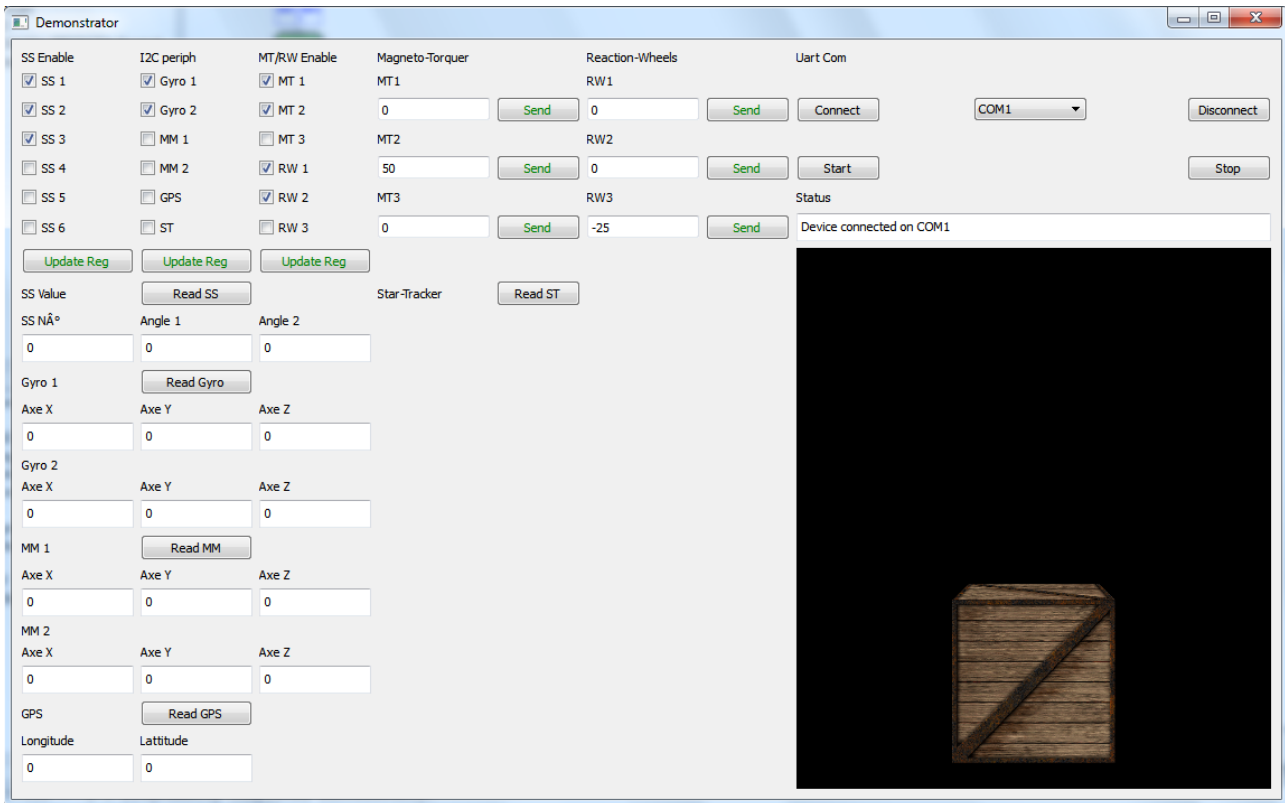 Demonstrator
SS Enable I2C periph MT/RW Enable Magneto-Torquer Reaction-Wheels Uart Com
SS 1 Gyro 1 MT 1 MT1 RW1
SS 2 Gyro 2 MT 2 0 Send 0 Send Connect COM1 Disconnect
SS 3 MM 1 MT 3 MT2 RW2
SS 4 MM 2 RW 1 50 Send 0 Send Start Stop
SS 5 GPS RW 2 MT3 RW3 Status
SS 6 ST RW 3 0 Send -25 Send Device connected on COM1
Update Reg Update Reg Update Reg
SS Value Read SS Star-Tracker Read ST
SS NÂº Angle 1 Angle 2
0 0 0
Gyro 1 Read Gyro
Axe X Axe Y Axe Z
0 0 0
Gyro 2
Axe X Axe Y Axe Z
0 0 0
MM 1 Read MM
Axe X Axe Y Axe Z
0 0 0
MM 2
Axe X Axe Y Axe Z
0 0 0
GPS Read GPS
Longitude Lattitude
0 0